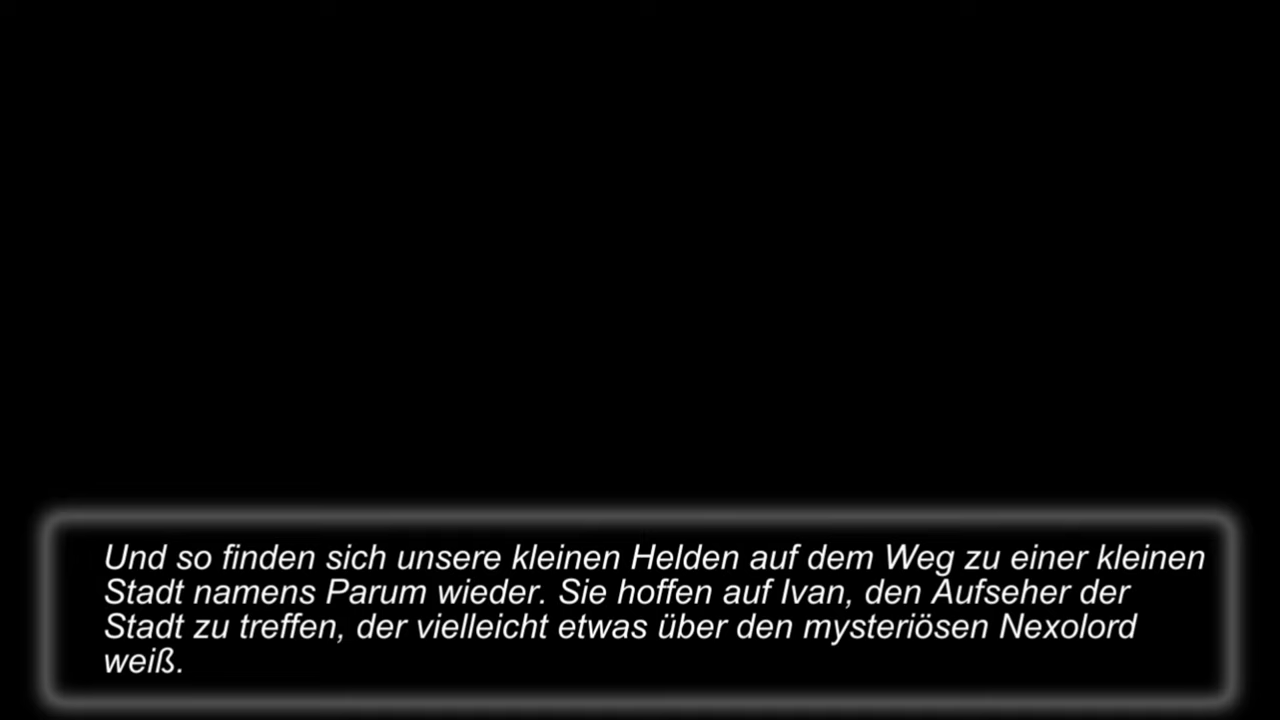 Und so finden sich unsere kleinen Helden auf dem Weg zu einer kleinen
Stadt namens Parum wieder. Sie hoffen auf Ivan, den Aufseher der
Stadt zu treffen, der vielleicht etwas über den mysteriösen Nexolord
weiß.